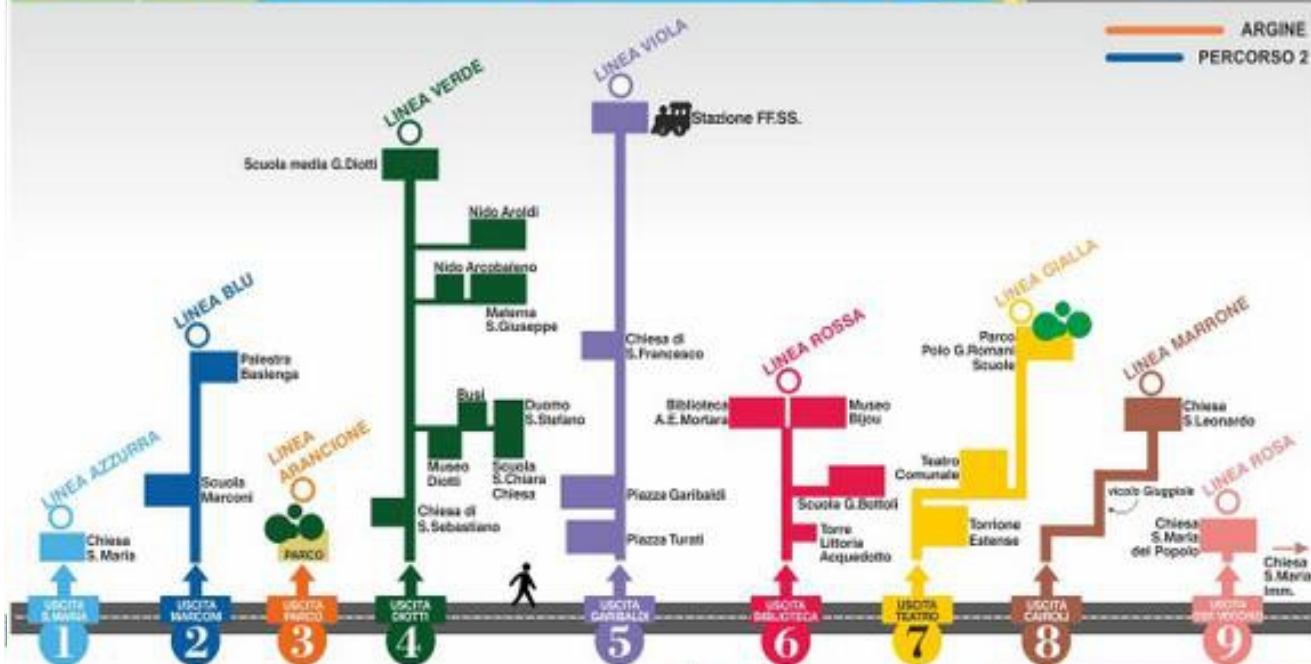 ARGINE
PERCORSO 2
LINEA AZZURRA
Chiesa
S.Maria
USCITA
S.MARIA
1
LINEA BLU
Palestra
Baslenga
Scuola
Marconi
USCITA
MARCONI
2
LINEA
ARANCIONE
PARCO
USCITA
PARCO
3
LINEA VERDE
Scuola media G.Diotti
Nido Aroldi
Nido Arcobaleno
Materna
S.Giuseppe
Busi
Duomo
S.Stefano
Museo
Diotti
Scuola
S.Chiara
Chiesa
Chiesa di
S.Sebastiano
USCITA
DIOTTI
4
LINEA VIOLA
Stazione FF.SS.
Chiesa di
S.Francesco
Piazza Garibaldi
Piazza Turati
USCITA
GARIBALDI
5
LINEA ROSSA
Biblioteca
A.E.Mortara
Museo
Bijou
Scuola G.Bottoli
Torre
Littoria
Acquedotto
USCITA
BIBLIOTECA
6
LINEA GIALLA
Parco
Polo G.Romani
Scuole
Teatro
Comunale
Torrione
Estense
USCITA
TEATRO
7
LINEA MARRONE
Chiesa
S.Leonardo
vicolo Giuggiole
USCITA
CAIROLI
8
LINEA ROSA
Chiesa
S.Maria
del Popolo
Chiesa
S.Maria
Imm.
USCITA
9